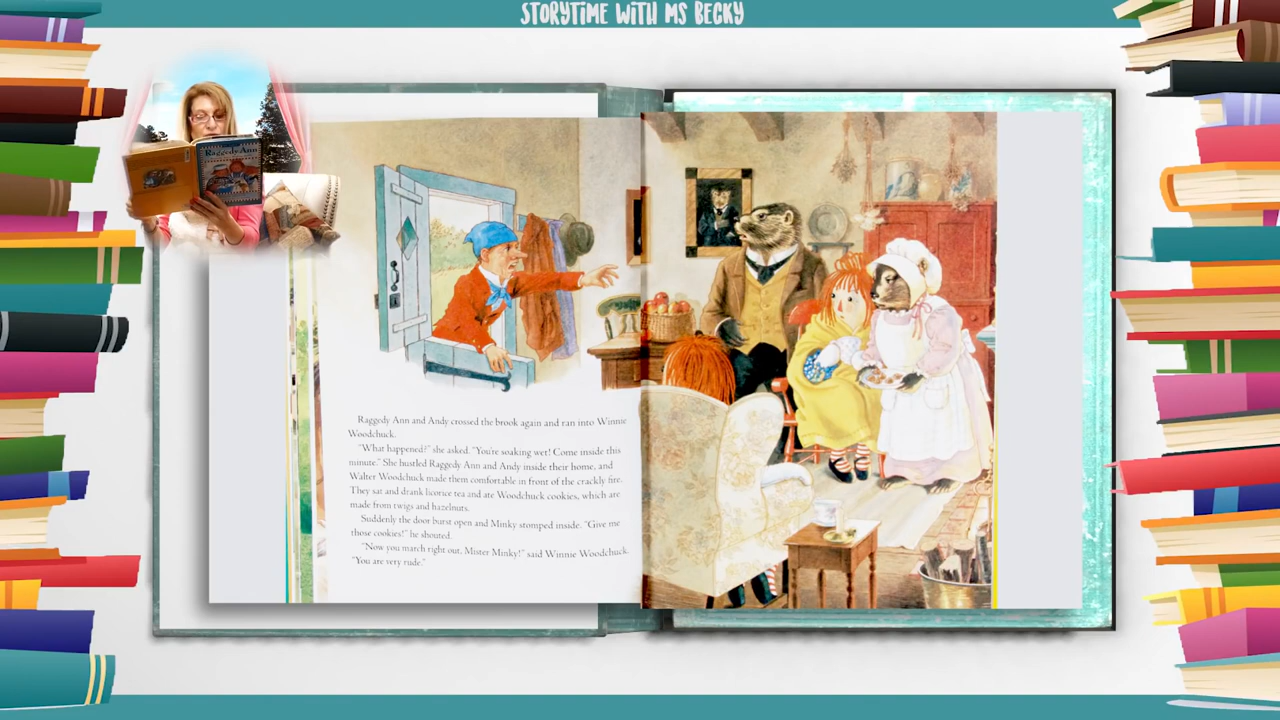 STORYTIME WITH MS BECKY
Raggedy Ann
Raggedy Ann and Andy crossed the brook again and ran into Winnie
Woodchuck.
"What happened?" she asked. "You're soaking wet! Come inside this
minute." She hustled Raggedy Ann and Andy inside their home, and
Walter Woodchuck made them comfortable in front of the crackly fire.
They sat and drank licorice tea and ate Woodchuck cookies, which are
made from twigs and hazelnuts.
Suddenly the door burst open and Minky stomped inside. "Give me
those cookies!" he shouted.
"Now you march right out, Mister Minky!" said Winnie Woodchuck.
"You are very rude."